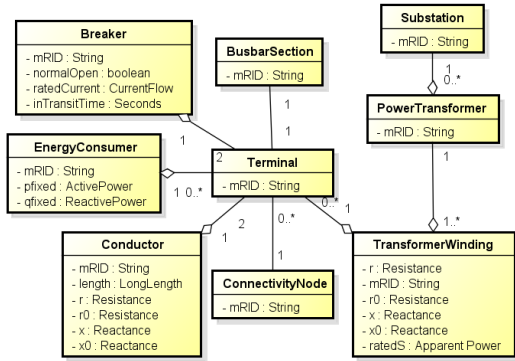 Breaker
- mRID : String
- normalOpen : boolean
- ratedCurrent : CurrentFlow
- inTransitTime : Seconds
BusbarSection
- mRID : String
Substation
- mRID : String
1
0..*
PowerTransformer
- mRID : String
1
1..*
1
1
1
2
EnergyConsumer
- mRID : String
- pfixed : ActivePower
- qfixed : ReactivePower
1
0..*
Terminal
- mRID : String
2
1
0..*
1
0..*
1
Conductor
- mRID : String
- length : LongLength
- r : Resistance
- r0 : Resistance
- x : Reactance
- x0 : Reactance
ConnectivityNode
- mRID : String
TransformerWinding
- r : Resistance
- mRID : String
- r0 : Resistance
- x : Reactance
- x0 : Reactance
- ratedS : Apparent Power